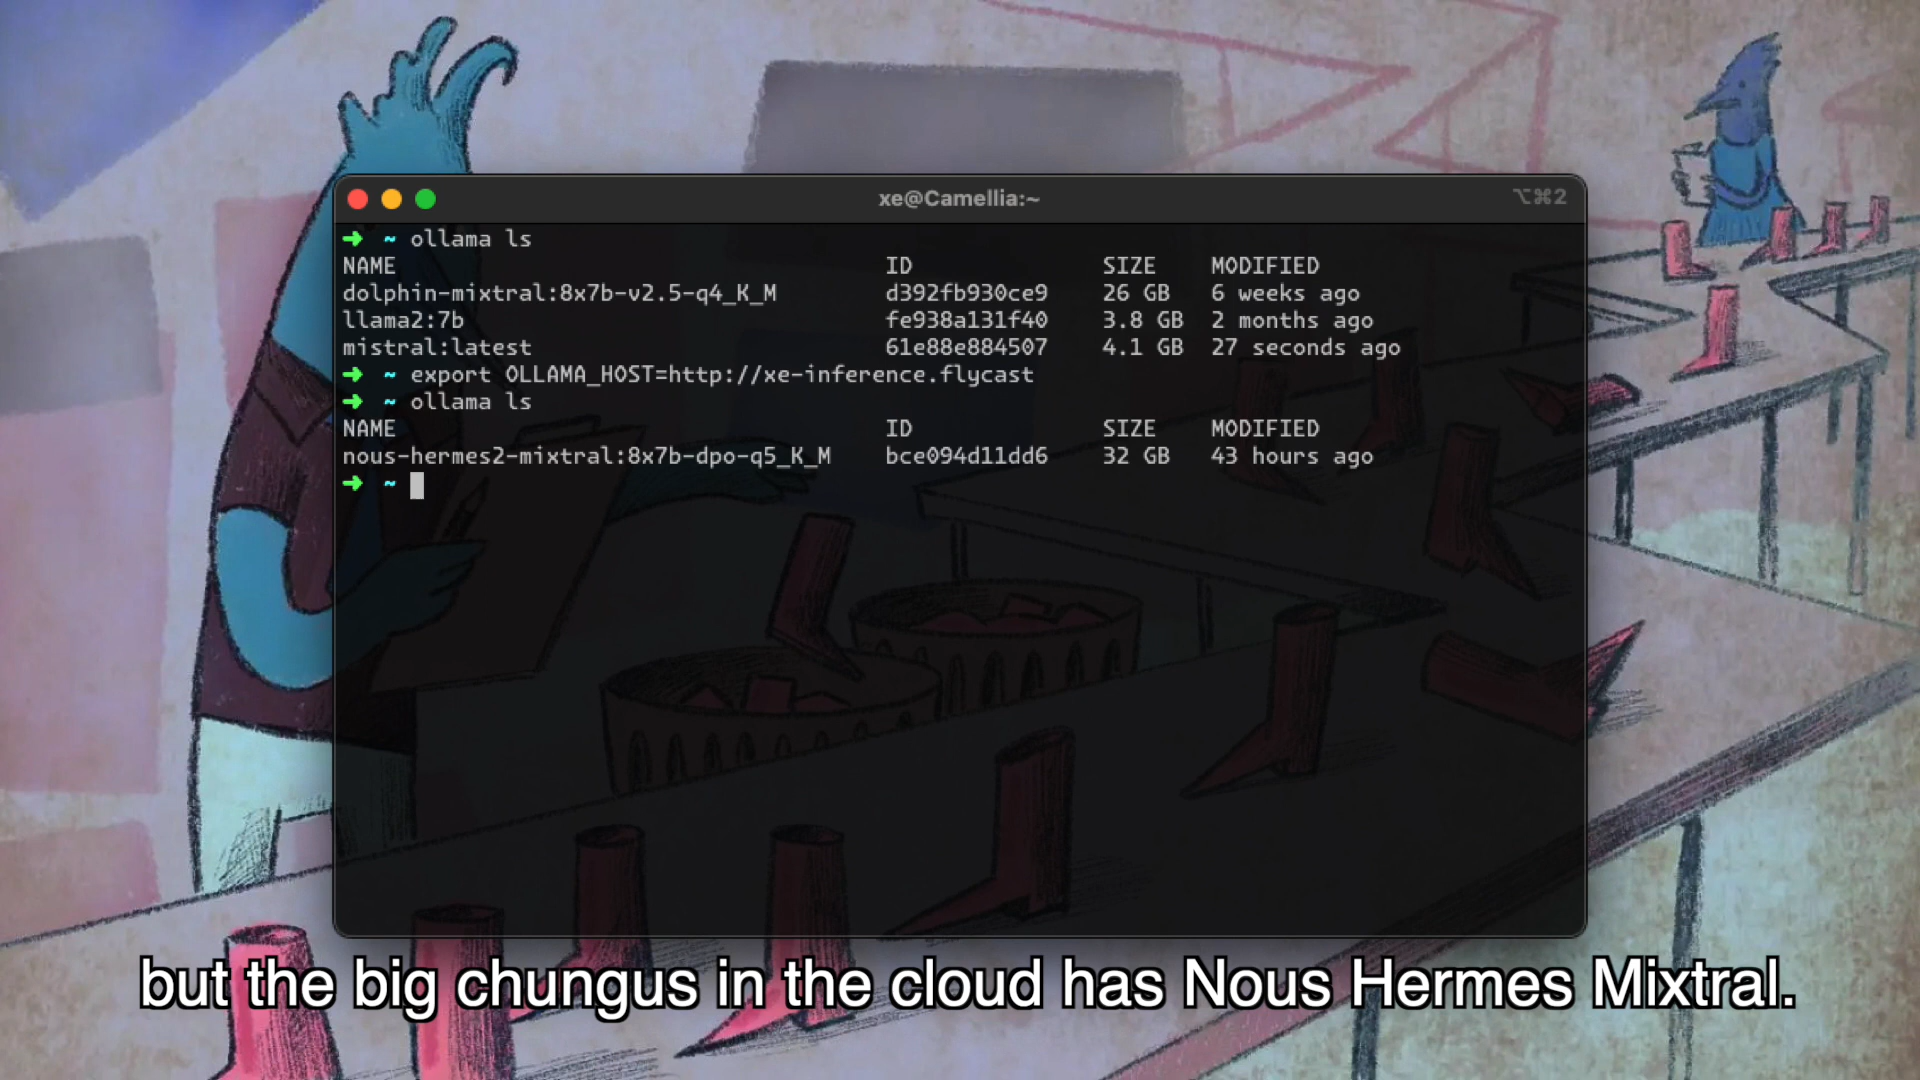 xe@Camellia:~ ⌥⌘2
➜ ~ ollama ls
NAME ID SIZE MODIFIED
dolphin-mixtral:8x7b-v2.5-q4_K_M d392fb930ce9 26 GB 6 weeks ago
llama2:7b fe938a131f40 3.8 GB 2 months ago
mistral:latest 61e88e884507 4.1 GB 27 seconds ago
➜ ~ export OLLAMA_HOST=http://xe-inference.flycast
➜ ~ ollama ls
NAME ID SIZE MODIFIED
nous-hermes2-mixtral:8x7b-dpo-q5_K_M bce094d11dd6 32 GB 43 hours ago
➜ ~
but the big chungus in the cloud has Nous Hermes Mixtral.